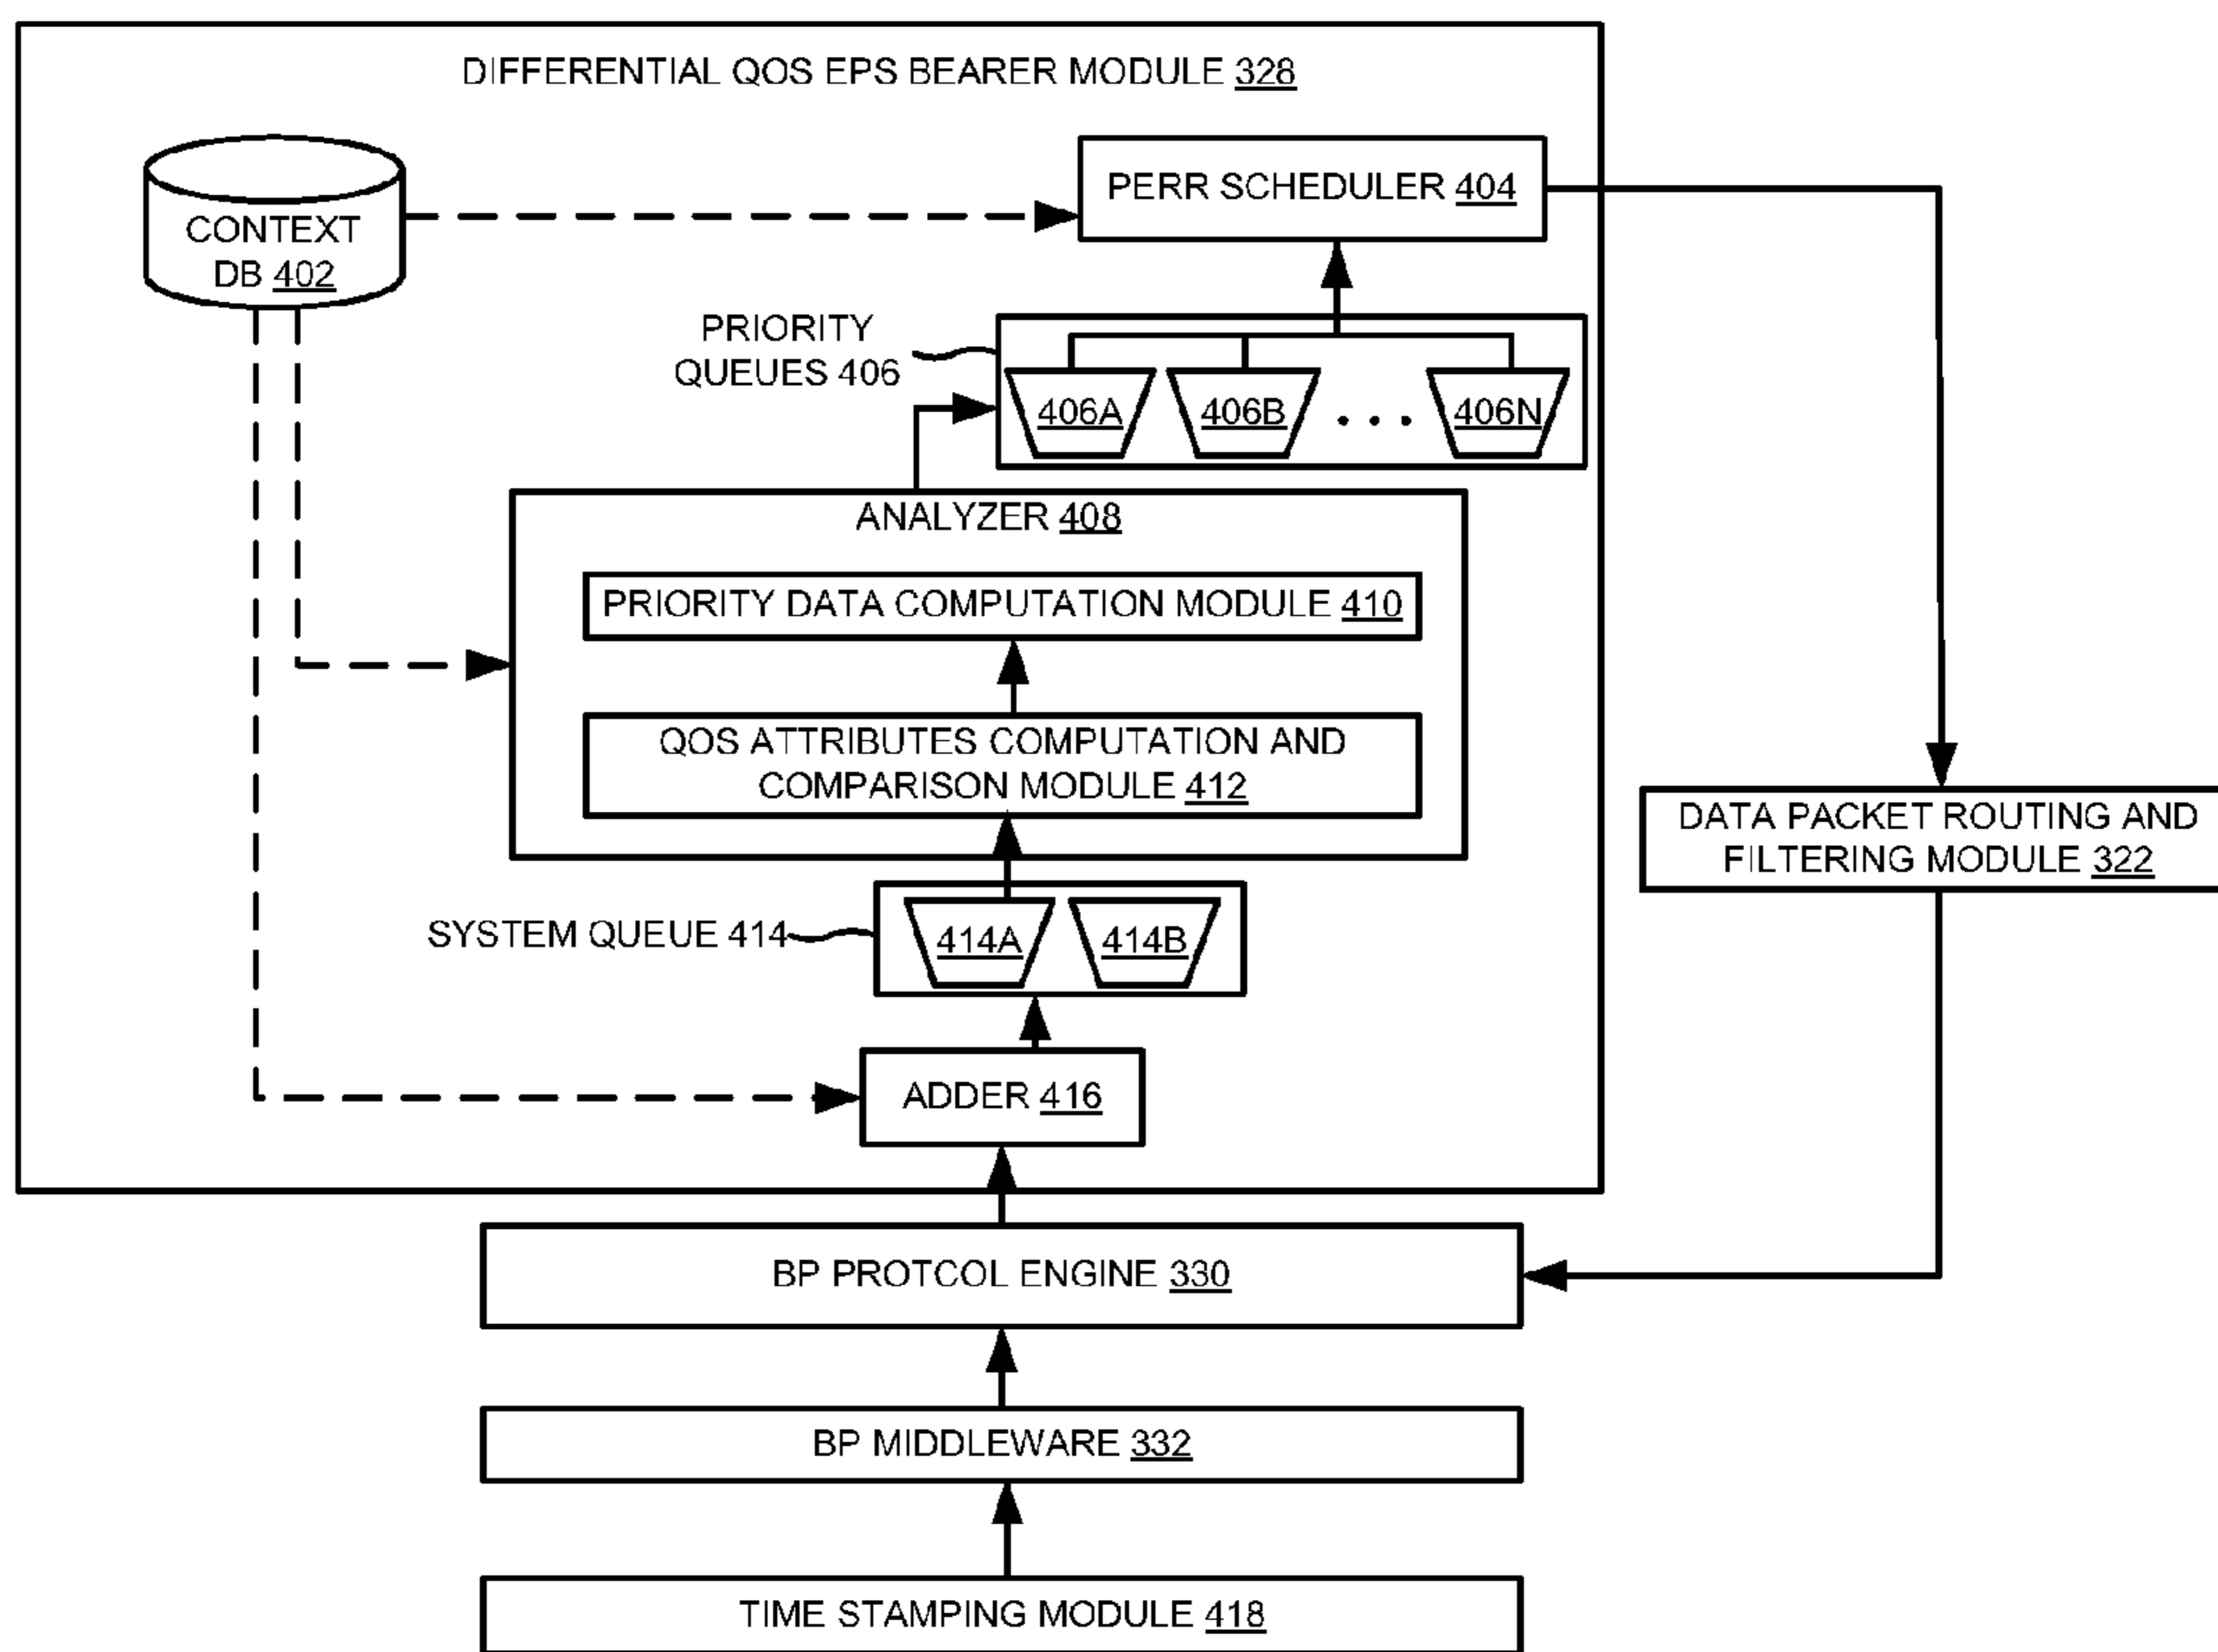 DIFFERENTIAL QOS EPS BEARER MODULE 328
CONTEXT
DB 402
PERR SCHEDULER 404
PRIORITY
QUEUES 406
406A
406B
. . .
406N
ANALYZER 408
PRIORITY DATA COMPUTATION MODULE 410
QOS ATTRIBUTES COMPUTATION AND
COMPARISON MODULE 412
DATA PACKET ROUTING AND
FILTERING MODULE 322
SYSTEM QUEUE 414
414A
414B
ADDER 416
BP PROTCOL ENGINE 330
BP MIDDLEWARE 332
TIME STAMPING MODULE 418